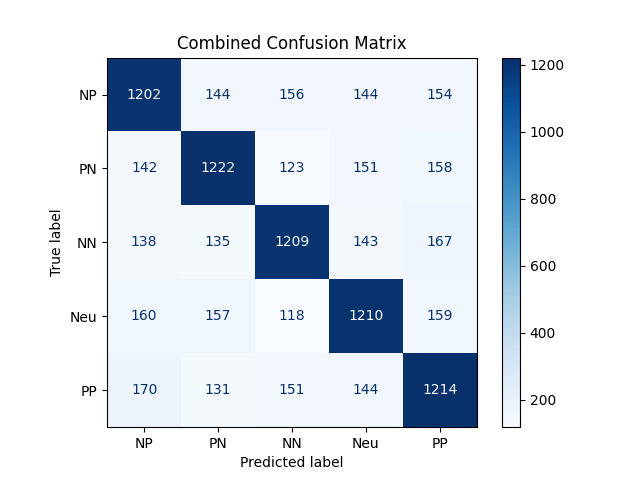 Combined Confusion Matrix
True label
NP 1202 144 156 144 154
PN 142 1222 123 151 158
NN 138 135 1209 143 167
Neu 160 157 118 1210 159
PP 170 131 151 144 1214
NP PN NN Neu PP
Predicted label
1200
1000
800
600
400
200